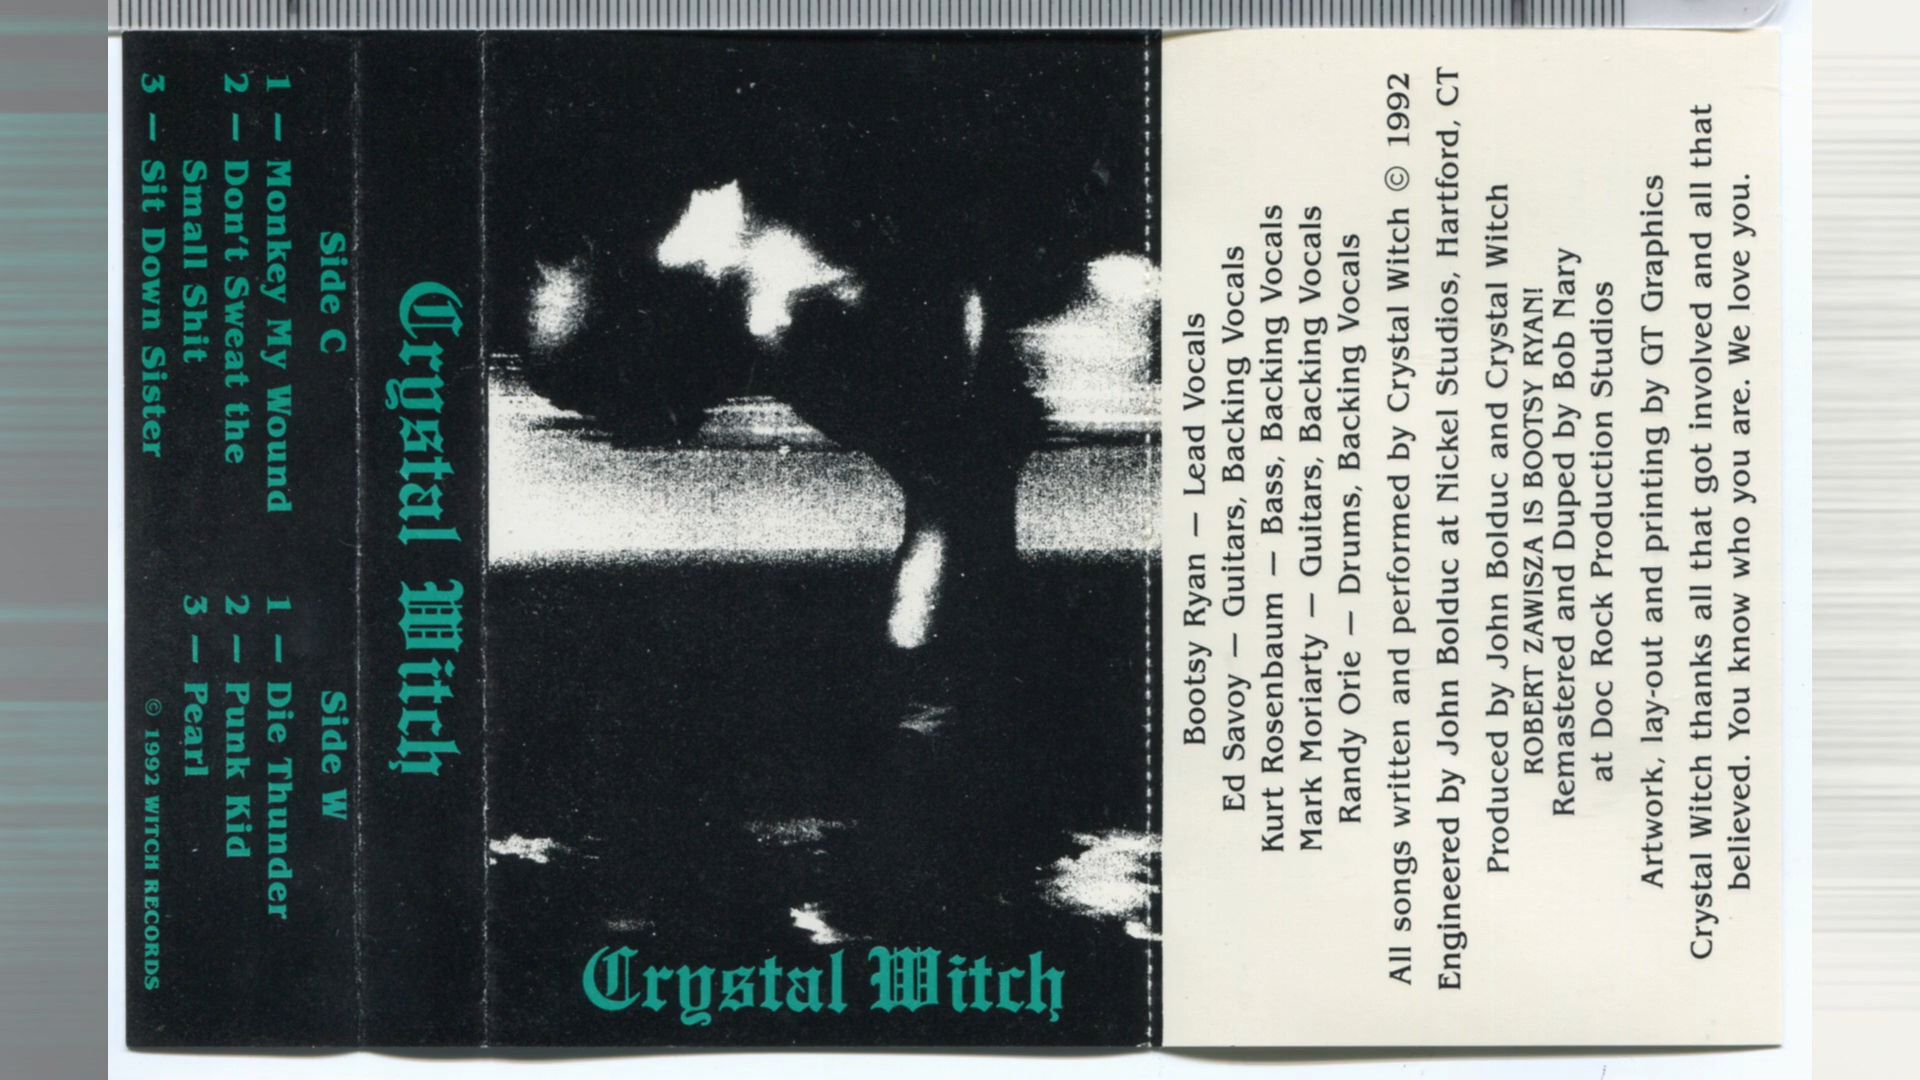 Side C
1 — Monkey My Wound
2 — Don't Sweat the
Small Shit
3 — Sit Down Sister
Side W
1 — Die Thunder
2 — Punk Kid
3 — Pearl
© 1992 WITCH RECORDS
Crystal Witch
Crystal Witch
Bootsy Ryan — Lead Vocals
Ed Savoy — Guitars, Backing Vocals
Kurt Rosenbaum — Bass, Backing Vocals
Mark Moriarty — Guitars, Backing Vocals
Randy Orie — Drums, Backing Vocals
All songs written and performed by Crystal Witch © 1992
Engineered by John Bolduc at Nickel Studios, Hartford, CT
Produced by John Bolduc and Crystal Witch
ROBERT ZAWISZA IS BOOTSY RYAN!
Remastered and Duped by Bob Nary
at Doc Rock Production Studios
Artwork, lay-out and printing by GT Graphics
Crystal Witch thanks all that got involved and all that
believed. You know who you are. We love you.